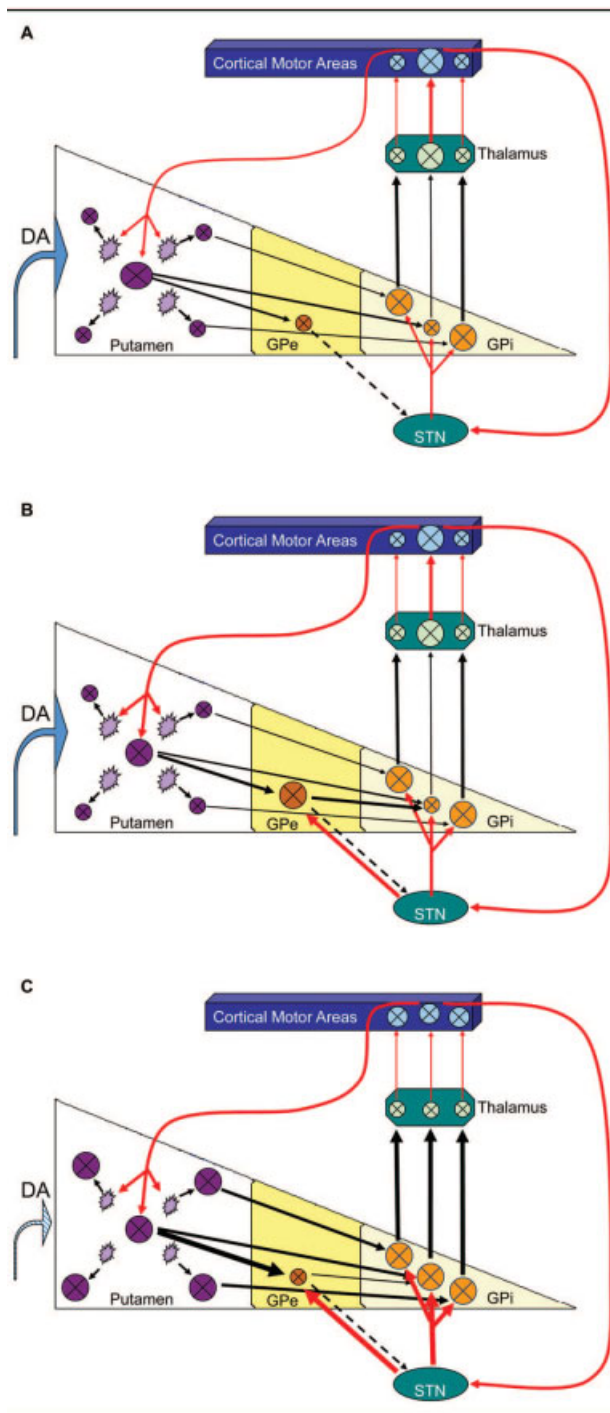 A
Cortical Motor Areas
Thalamus
DA
Putamen
GPe
GPi
STN
B
Cortical Motor Areas
Thalamus
DA
Putamen
GPe
GPi
STN
C
Cortical Motor Areas
Thalamus
DA
Putamen
GPe
GPi
STN